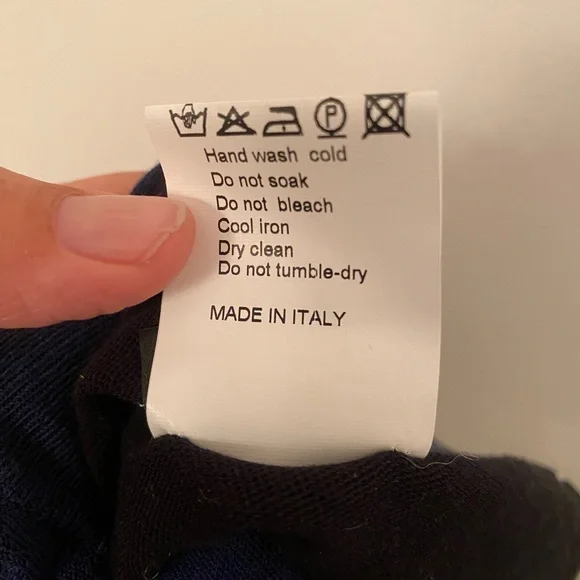 P
Hand wash cold
Do not soak
Do not bleach
Cool iron
Dry clean
Do not tumble-dry
MADE IN ITALY